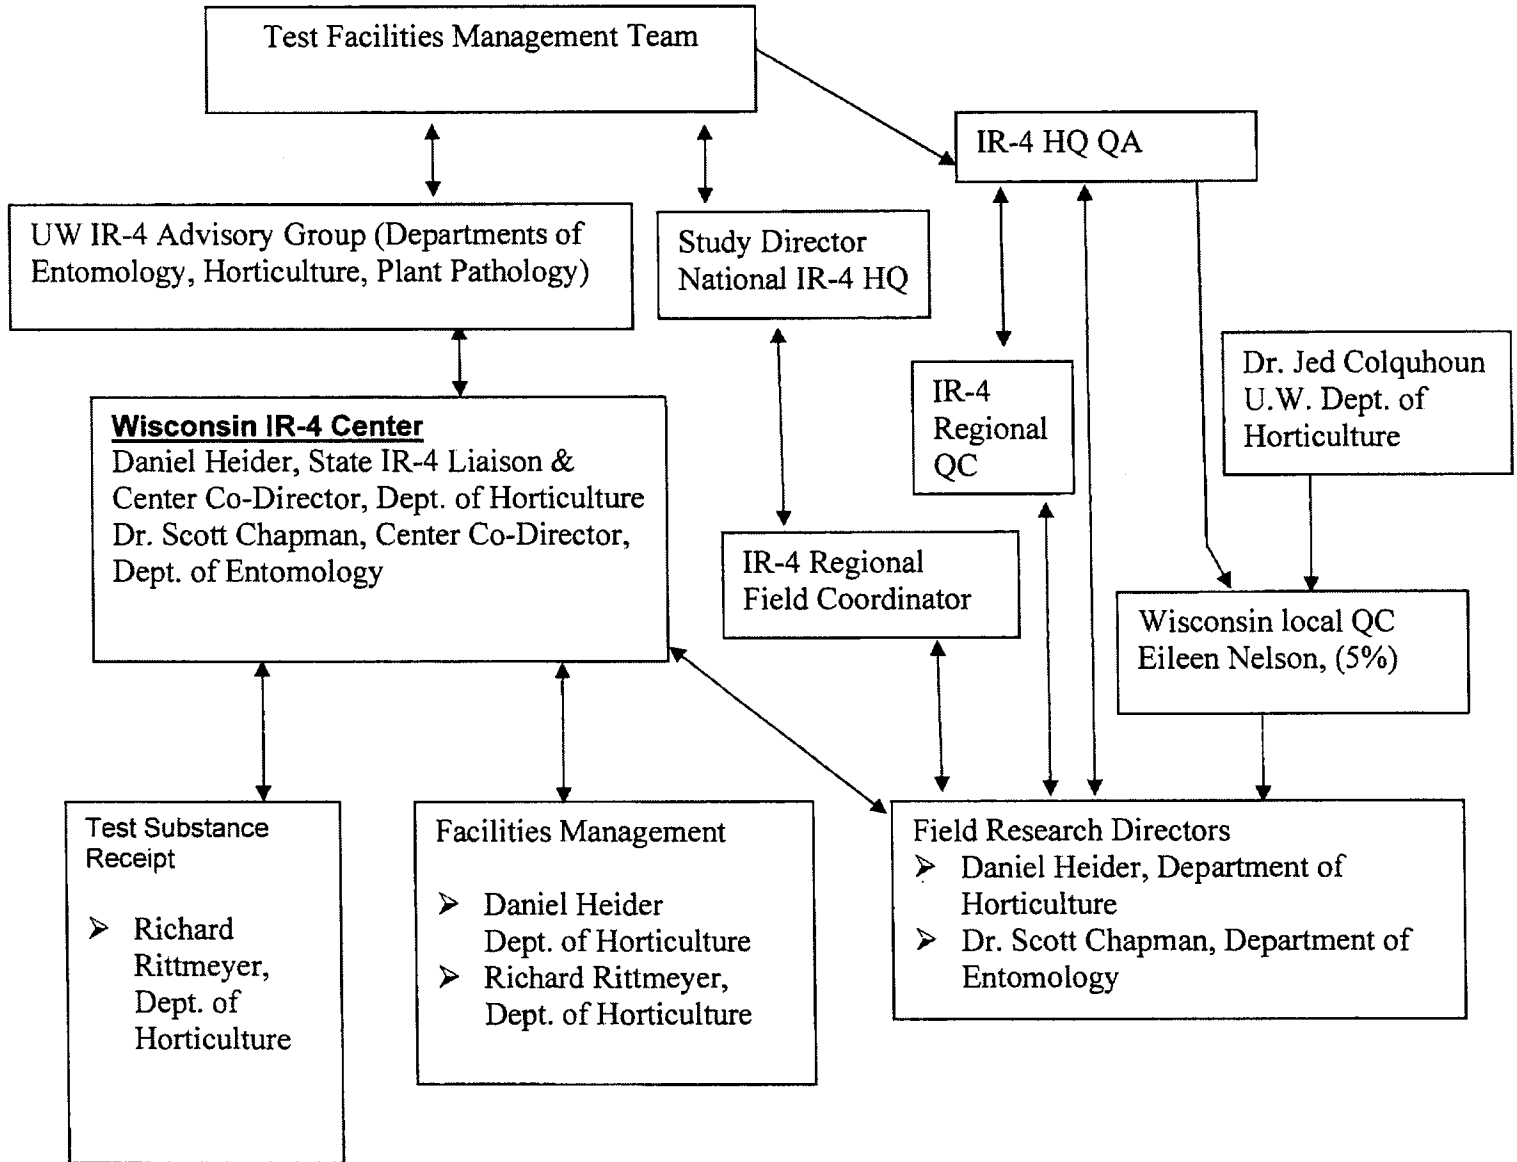 Test Facilities Management Team
IR-4 HQ QA
UW IR-4 Advisory Group (Departments of
Entomology, Horticulture, Plant Pathology)
Study Director
National IR-4 HQ
Dr. Jed Colquhoun
U.W. Dept. of
Horticulture
IR-4
Regional
QC
Wisconsin IR-4 Center
Daniel Heider, State IR-4 Liaison &
Center Co-Director, Dept. of Horticulture
Dr. Scott Chapman, Center Co-Director,
Dept. of Entomology
IR-4 Regional
Field Coordinator
Wisconsin local QC
Eileen Nelson, (5%)
Test Substance
Receipt
➢ Richard
Rittmeyer,
Dept. of
Horticulture
Facilities Management
➢ Daniel Heider
Dept. of Horticulture
➢ Richard Rittmeyer,
Dept. of Horticulture
Field Research Directors
➢ Daniel Heider, Department of
Horticulture
➢ Dr. Scott Chapman, Department of
Entomology